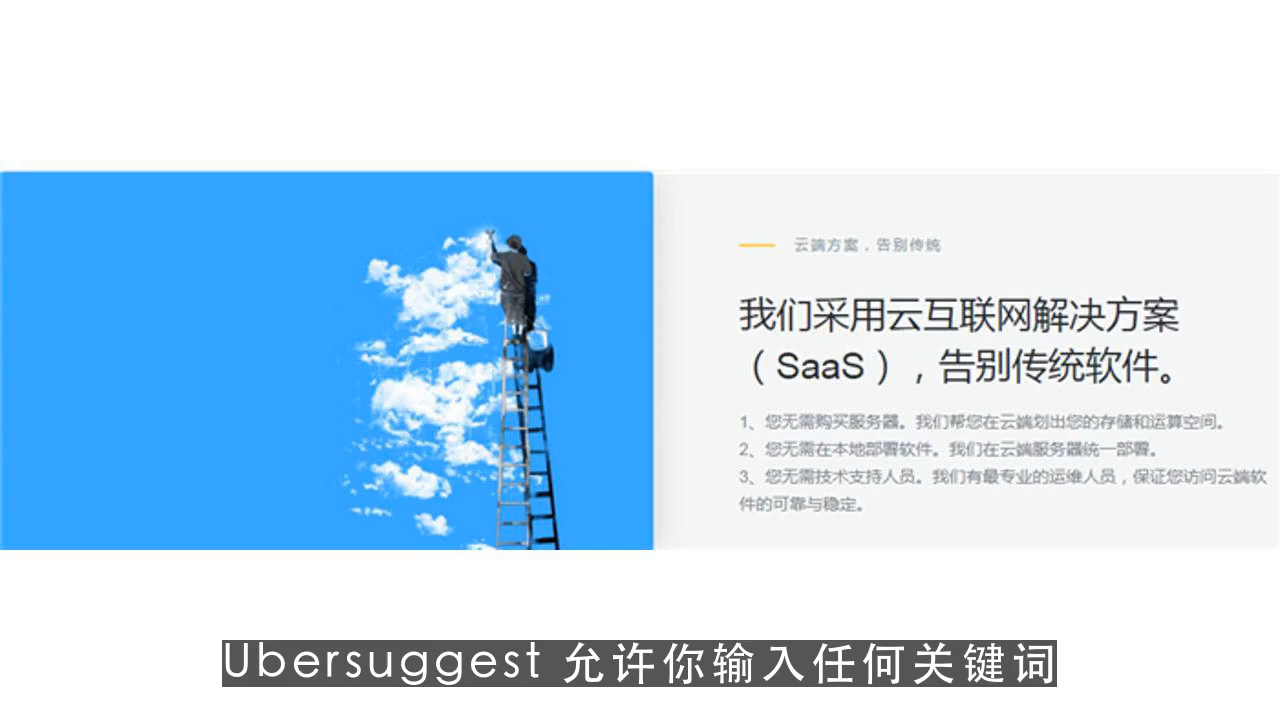 云端方案，告别传统
我们采用云互联网解决方案
（SaaS），告别传统软件。
1、您无需购买服务器。我们帮您在云端划出您的存储和运算空间。
2、您无需在本地部署软件。我们在云端服务器统一部署。
3、您无需技术支持人员。我们有最专业的运维人员，保证您访问云端软
件的可靠与稳定。
Ubersuggest 允许你输入任何关键词